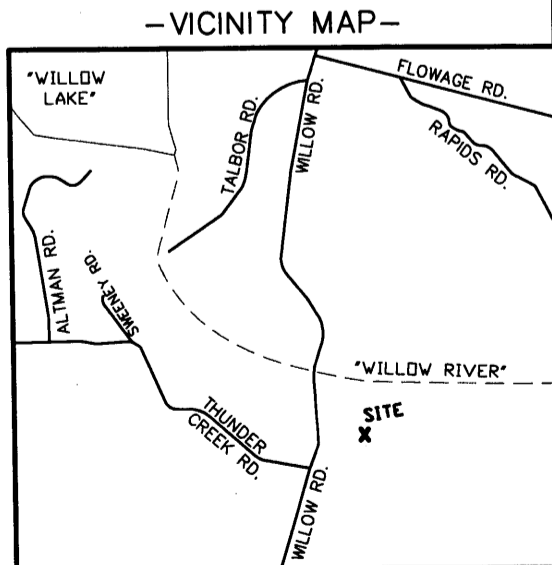 -VICINITY MAP-
"WILLOW
LAKE"
FLOWAGE RD.
RAPIDS RD.
TALBOR RD.
WILLOW RD.
ALTMAN RD.
SWEENEY RD.
"WILLOW RIVER"
SITE
X
THUNDER
CREEK RD.
WILLOW RD.